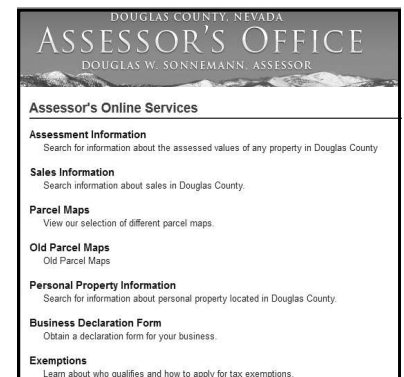 DOUGLAS COUNTY, NEVADA
ASSESSOR'S OFFICE
DOUGLAS W. SONNEMANN, ASSESSOR
Assessor's Online Services
Assessment Information
Search for information about the assessed values of any property in Douglas County
Sales Information
Search information about sales in Douglas County.
Parcel Maps
View our selection of different parcel maps.
Old Parcel Maps
Old Parcel Maps
Personal Property Information
Search for information about personal property located in Douglas County.
Business Declaration Form
Obtain a declaration form for your business.
Exemptions
Learn about who qualifies and how to apply for tax exemptions.